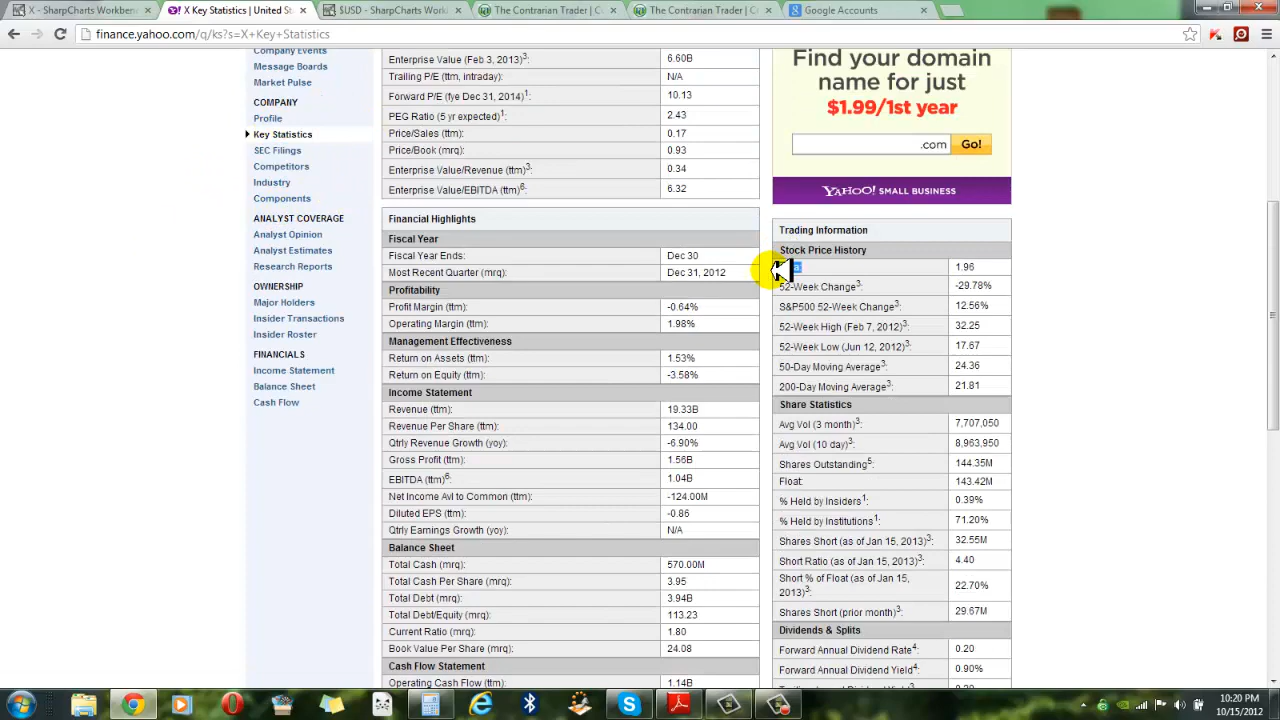 X - SharpCharts Workbenc
X Key Statistics | United St
$USD - SharpCharts Workb
The Contrarian Trader | Co
The Contrarian Trader | Co
Google Accounts
finance.yahoo.com/q/ks?s=X+Key+Statistics
Company Events
Message Boards
Market Pulse
COMPANY
Profile
Key Statistics
SEC Filings
Competitors
Industry
Components
ANALYST COVERAGE
Analyst Opinion
Analyst Estimates
Research Reports
OWNERSHIP
Major Holders
Insider Transactions
Insider Roster
FINANCIALS
Income Statement
Balance Sheet
Cash Flow
Enterprise Value (Feb 3, 2013)3: 6.60B
Trailing P/E (ttm, intraday): N/A
Forward P/E (fye Dec 31, 2014)1: 10.13
PEG Ratio (5 yr expected)1: 2.43
Price/Sales (ttm): 0.17
Price/Book (mrq): 0.93
Enterprise Value/Revenue (ttm)3: 0.34
Enterprise Value/EBITDA (ttm)6: 6.32
Financial Highlights
Fiscal Year
Fiscal Year Ends: Dec 30
Most Recent Quarter (mrq): Dec 31, 2012
Profitability
Profit Margin (ttm): -0.64%
Operating Margin (ttm): 1.98%
Management Effectiveness
Return on Assets (ttm): 1.53%
Return on Equity (ttm): -3.58%
Income Statement
Revenue (ttm): 19.33B
Revenue Per Share (ttm): 134.00
Qtrly Revenue Growth (yoy): -6.90%
Gross Profit (ttm): 1.56B
EBITDA (ttm)6: 1.04B
Net Income Avl to Common (ttm): -124.00M
Diluted EPS (ttm): -0.86
Qtrly Earnings Growth (yoy): N/A
Balance Sheet
Total Cash (mrq): 570.00M
Total Cash Per Share (mrq): 3.95
Total Debt (mrq): 3.94B
Total Debt/Equity (mrq): 113.23
Current Ratio (mrq): 1.80
Book Value Per Share (mrq): 24.08
Cash Flow Statement
Operating Cash Flow (ttm): 1.14B
Find your domain
name for just
$1.99/1st year
.com Go!
YAHOO! SMALL BUSINESS
Trading Information
Stock Price History
1.96
52-Week Change3: -29.78%
S&P500 52-Week Change3: 12.56%
52-Week High (Feb 7, 2012)3: 32.25
52-Week Low (Jun 12, 2012)3: 17.67
50-Day Moving Average3: 24.36
200-Day Moving Average3: 21.81
Share Statistics
Avg Vol (3 month)3: 7,707,050
Avg Vol (10 day)3: 8,963,950
Shares Outstanding5: 144.35M
Float: 143.42M
% Held by Insiders1: 0.39%
% Held by Institutions1: 71.20%
Shares Short (as of Jan 15, 2013)3: 32.55M
Short Ratio (as of Jan 15, 2013)3: 4.40
Short % of Float (as of Jan 15,
2013)3: 22.70%
Shares Short (prior month)3: 29.67M
Dividends & Splits
Forward Annual Dividend Rate4: 0.20
Forward Annual Dividend Yield4: 0.90%
10:20 PM
10/15/2012